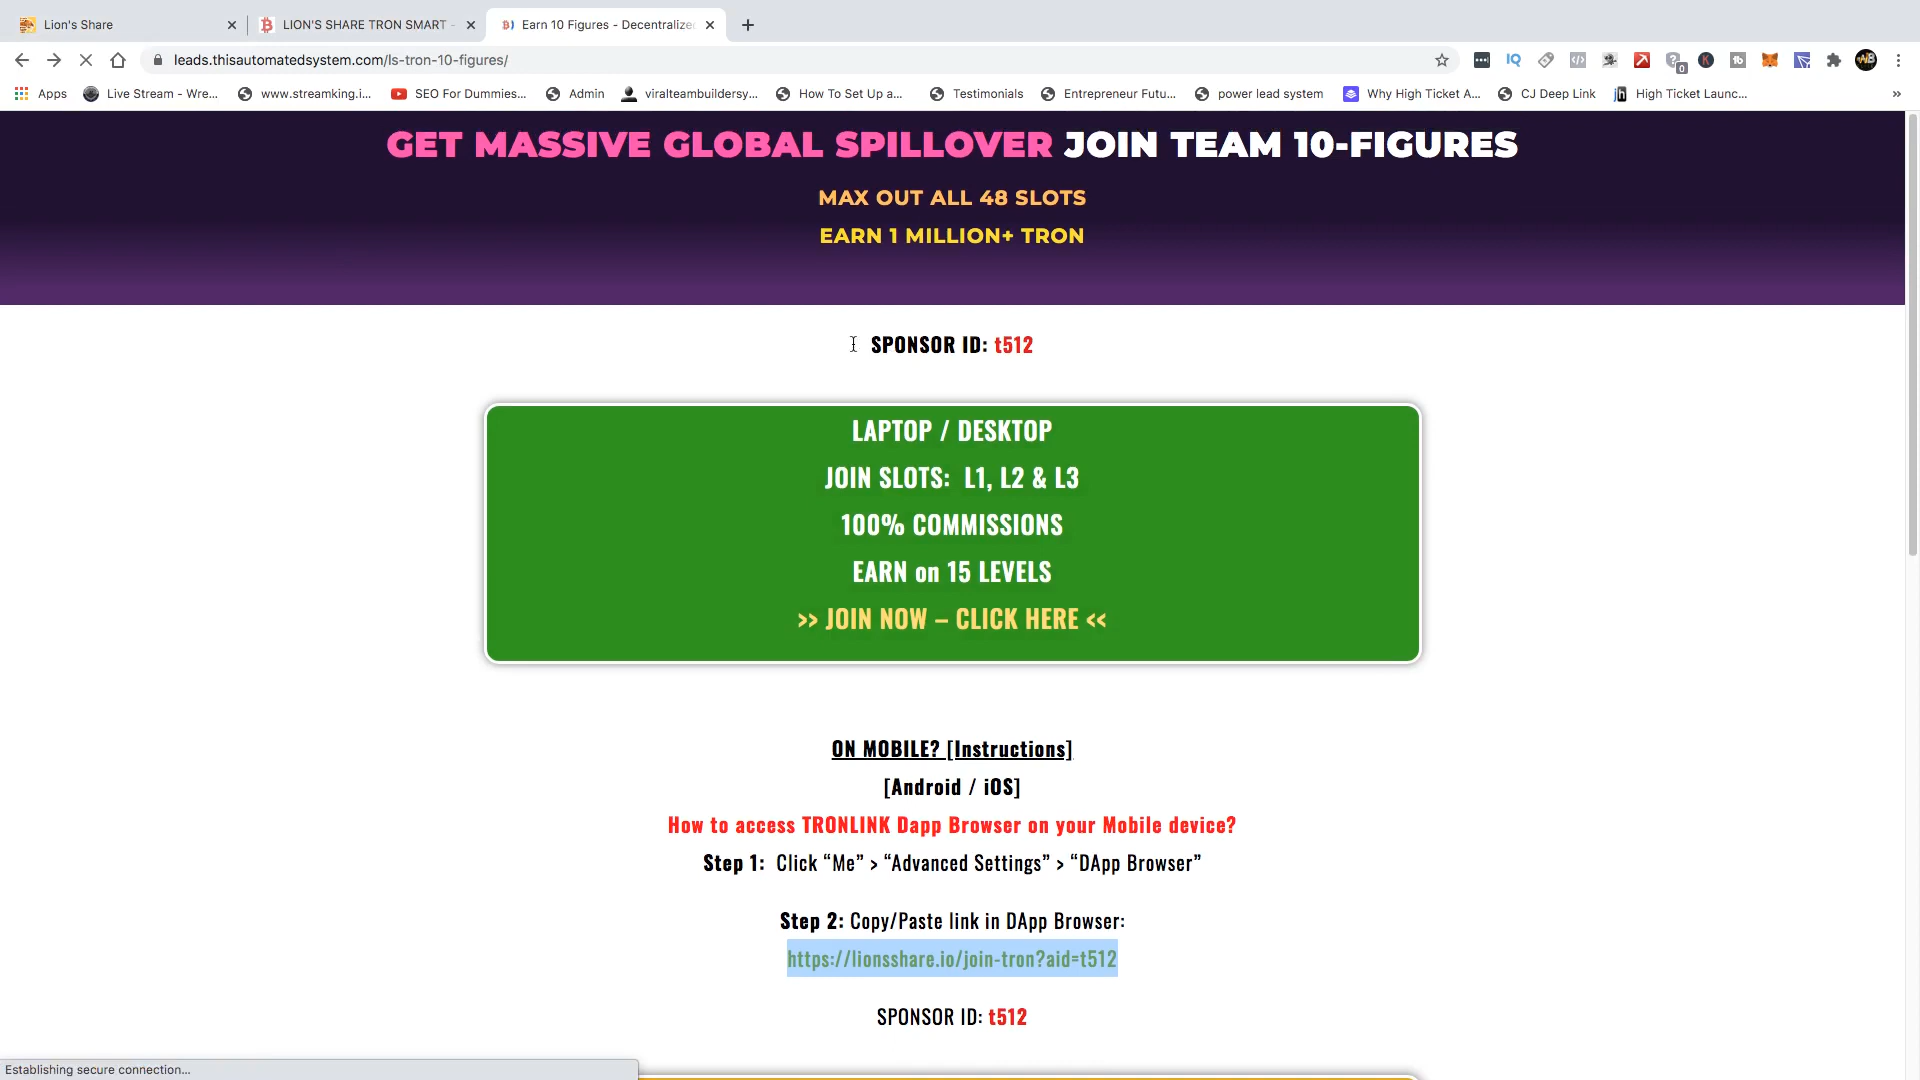 Lion's Share
LION'S SHARE TRON SMART -
Earn 10 Figures - Decentralize
leads.thisautomatedsystem.com/ls-tron-10-figures/
IQ
0
K
tb
Apps
Live Stream - Wre...
www.streamking.i...
SEO For Dummies...
Admin
viralteambuildersy...
How To Set Up a...
Testimonials
Entrepreneur Futu...
power lead system
Why High Ticket A...
CJ Deep Link
High Ticket Launc...
GET MASSIVE GLOBAL SPILLOVER JOIN TEAM 10-FIGURES
MAX OUT ALL 48 SLOTS
EARN 1 MILLION+ TRON
SPONSOR ID: t512
LAPTOP / DESKTOP
JOIN SLOTS: L1, L2 & L3
100% COMMISSIONS
EARN on 15 LEVELS
>> JOIN NOW – CLICK HERE <<
ON MOBILE? [Instructions]
[Android / iOS]
How to access TRONLINK Dapp Browser on your Mobile device?
Step 1: Click “Me” > “Advanced Settings” > “DApp Browser”
Step 2: Copy/Paste link in DApp Browser:
https://lionsshare.io/join-tron?aid=t512
SPONSOR ID: t512
Establishing secure connection...